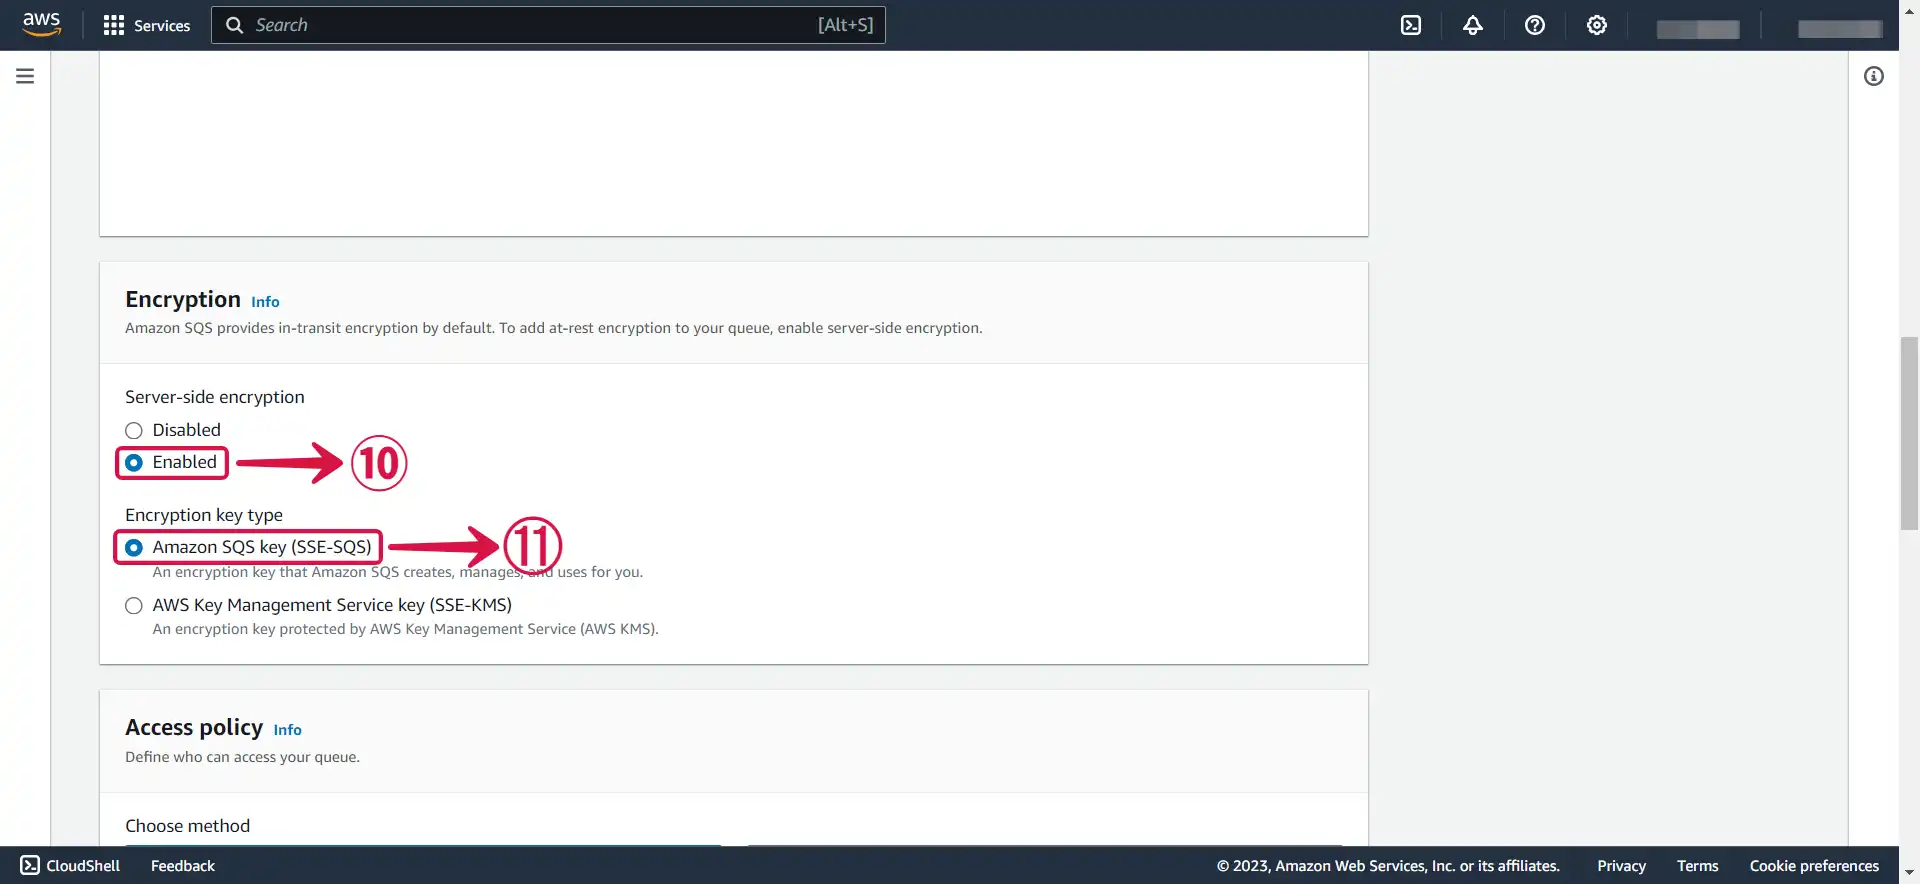 aws Services Search [Alt+S]
Encryption Info
Amazon SQS provides in-transit encryption by default. To add at-rest encryption to your queue, enable server-side encryption.
Server-side encryption
Disabled
Enabled 10
Encryption key type
Amazon SQS key (SSE-SQS) 11
An encryption key that Amazon SQS creates, manages, and uses for you.
AWS Key Management Service key (SSE-KMS)
An encryption key protected by AWS Key Management Service (AWS KMS).
Access policy Info
Define who can access your queue.
Choose method
CloudShell Feedback © 2023, Amazon Web Services, Inc. or its affiliates. Privacy Terms Cookie preferences